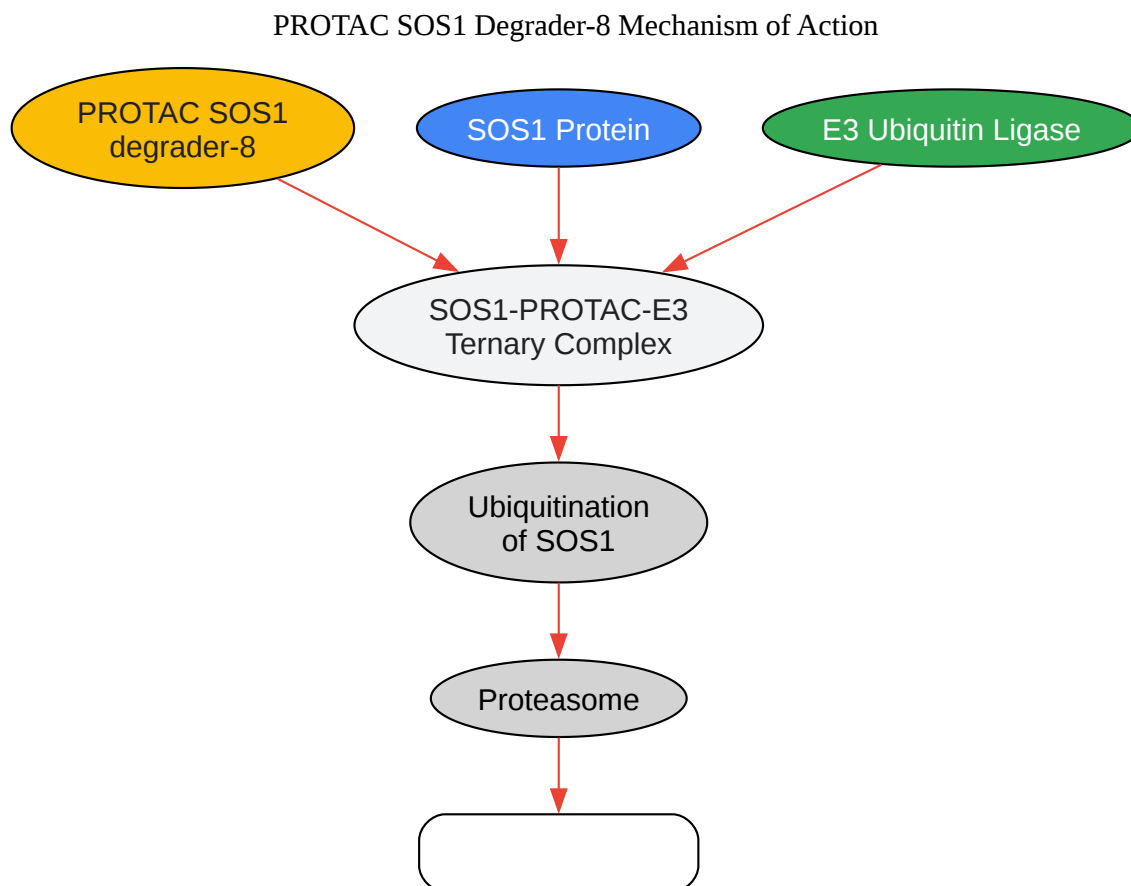 PROTAC SOS1 Degrader-8 Mechanism of Action
PROTAC SOS1
degrader-8
SOS1 Protein
E3 Ubiquitin Ligase
SOS1-PROTAC-E3
Ternary Complex
Ubiquitination
of SOS1
Proteasome